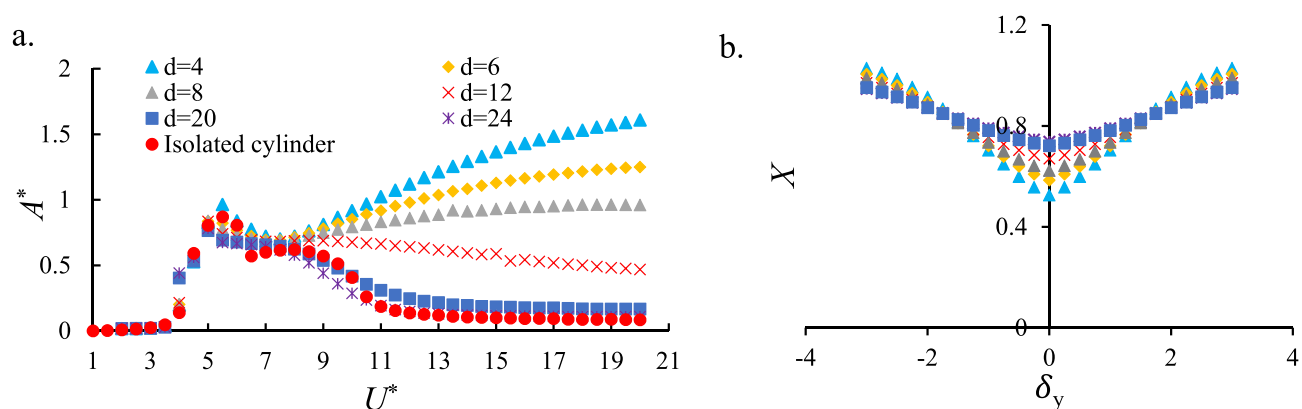 a.
2
1.5
1
0.5
0
A*
d=4
d=6
d=8
d=12
d=20
d=24
Isolated cylinder
1 3 5 7 9 11 13 15 17 19 21
U*
b.
1.2
0.8
0.4
0
X
-4 -2 0 2 4
δy